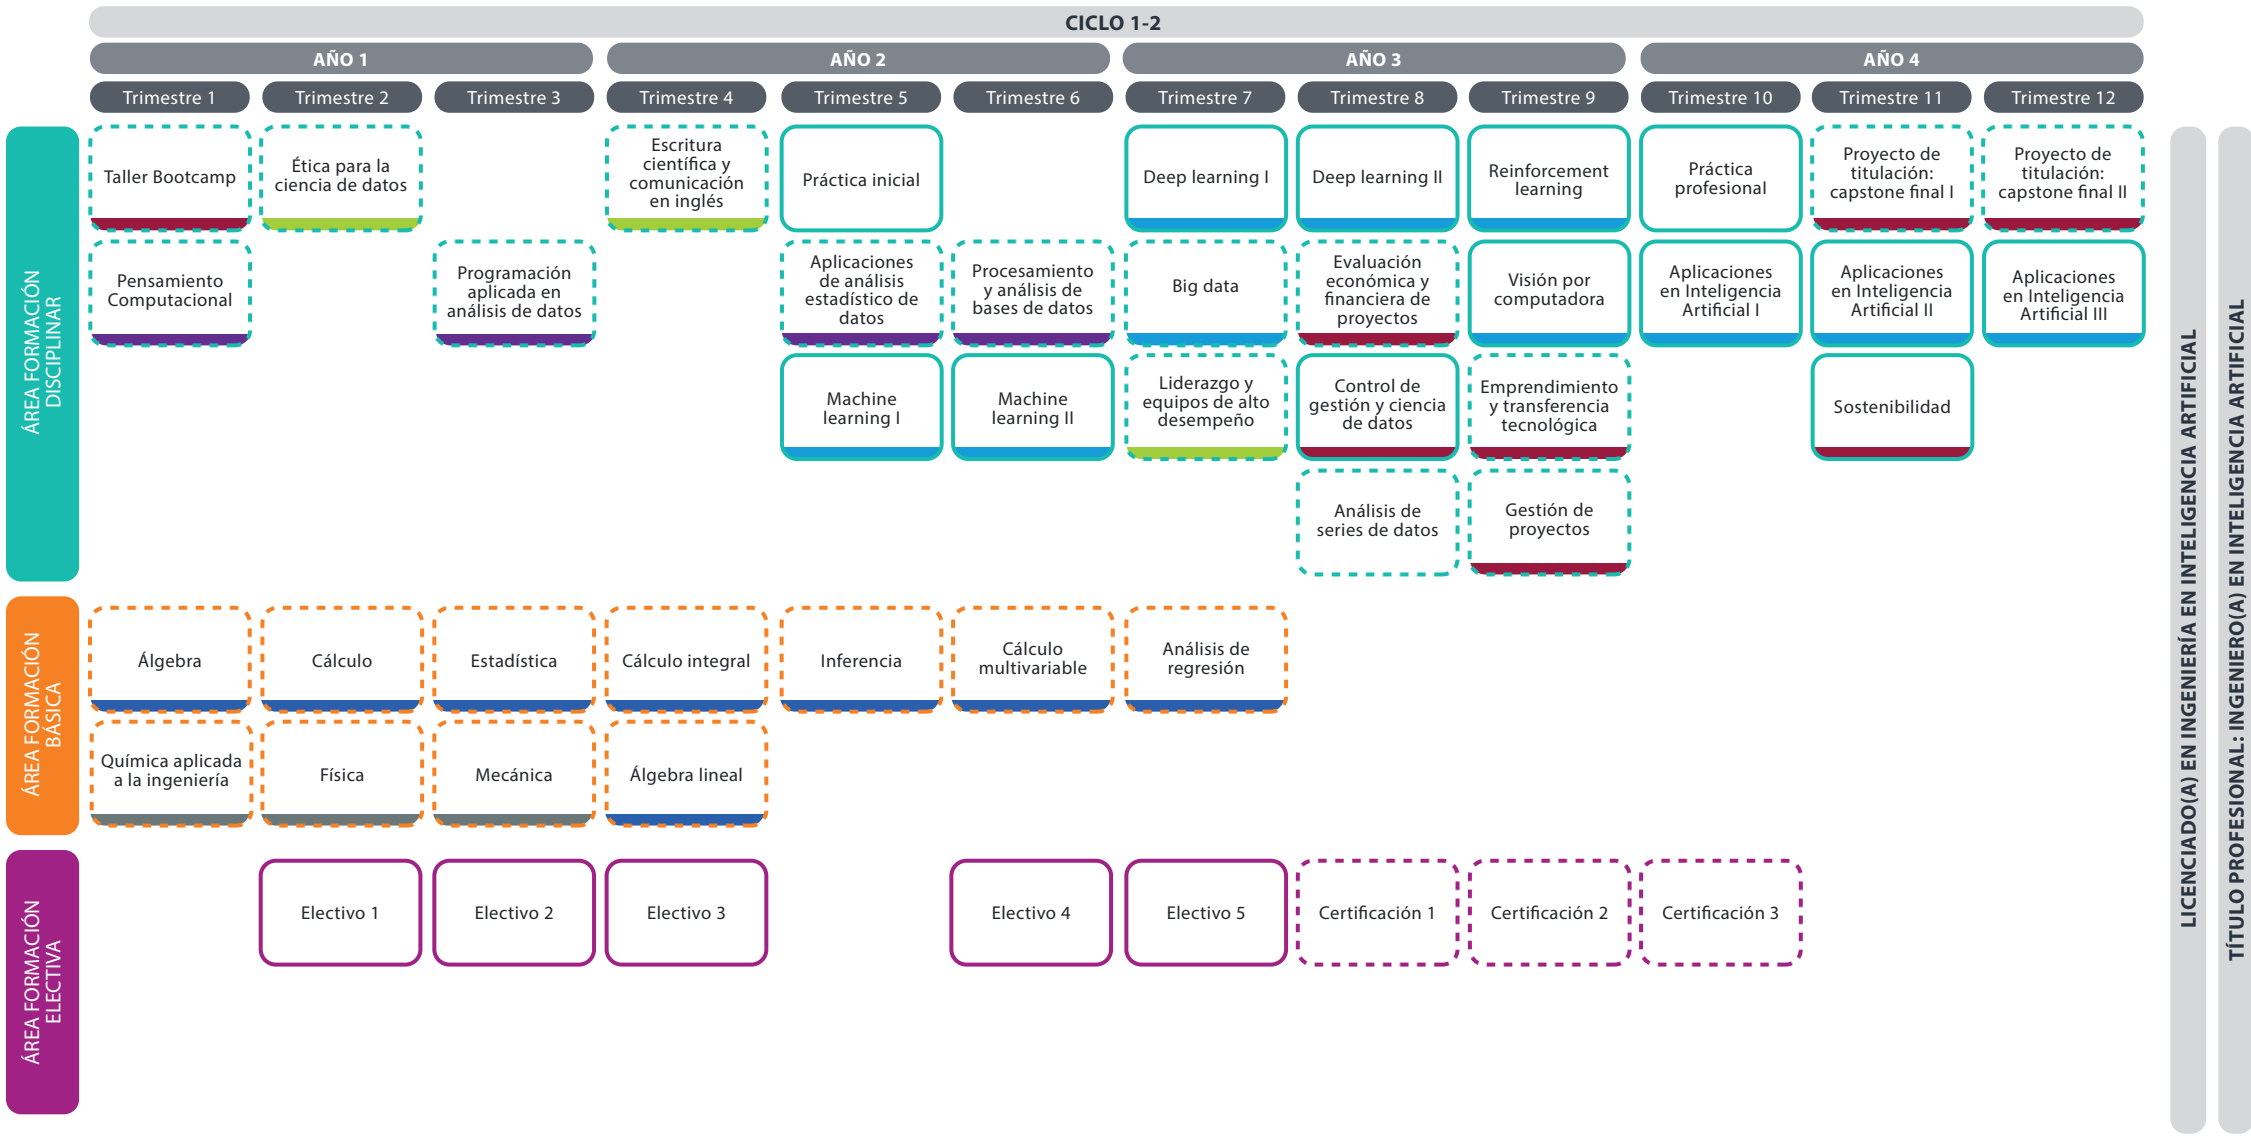 CICLO 1-2
AÑO 1
AÑO 2
AÑO 3
AÑO 4
Trimestre 1
Trimestre 2
Trimestre 3
Trimestre 4
Trimestre 5
Trimestre 6
Trimestre 7
Trimestre 8
Trimestre 9
Trimestre 10
Trimestre 11
Trimestre 12
ÁREA FORMACIÓN
DISCIPLINAR
Taller Bootcamp
Ética para la
ciencia de datos
Escritura
científica y
comunicación
en inglés
Práctica inicial
Deep learning I
Deep learning II
Reinforcement
learning
Práctica
profesional
Proyecto de
titulación:
capstone final I
Proyecto de
titulación:
capstone final II
Pensamiento
Computacional
Programación
aplicada en
análisis de datos
Aplicaciones
de análisis
estadístico de
datos
Procesamiento
y análisis de
bases de datos
Big data
Evaluación
económica y
financiera de
proyectos
Visión por
computadora
Aplicaciones
en Inteligencia
Artificial I
Aplicaciones
en Inteligencia
Artificial II
Aplicaciones
en Inteligencia
Artificial III
Machine
learning I
Machine
learning II
Liderazgo y
equipos de alto
desempeño
Control de
gestión y ciencia
de datos
Emprendimiento
y transferencia
tecnológica
Sostenibilidad
Análisis de
series de datos
Gestión de
proyectos
ÁREA FORMACIÓN
BÁSICA
Álgebra
Cálculo
Estadística
Cálculo integral
Inferencia
Cálculo
multivariable
Análisis de
regresión
Química aplicada
a la ingeniería
Física
Mecánica
Álgebra lineal
ÁREA FORMACIÓN
ELECTIVA
Electivo 1
Electivo 2
Electivo 3
Electivo 4
Electivo 5
Certificación 1
Certificación 2
Certificación 3
LICENCIADO(A) EN INGENIERÍA EN INTELIGENCIA ARTIFICIAL
TÍTULO PROFESIONAL: INGENIERO(A) EN INTELIGENCIA ARTIFICIAL